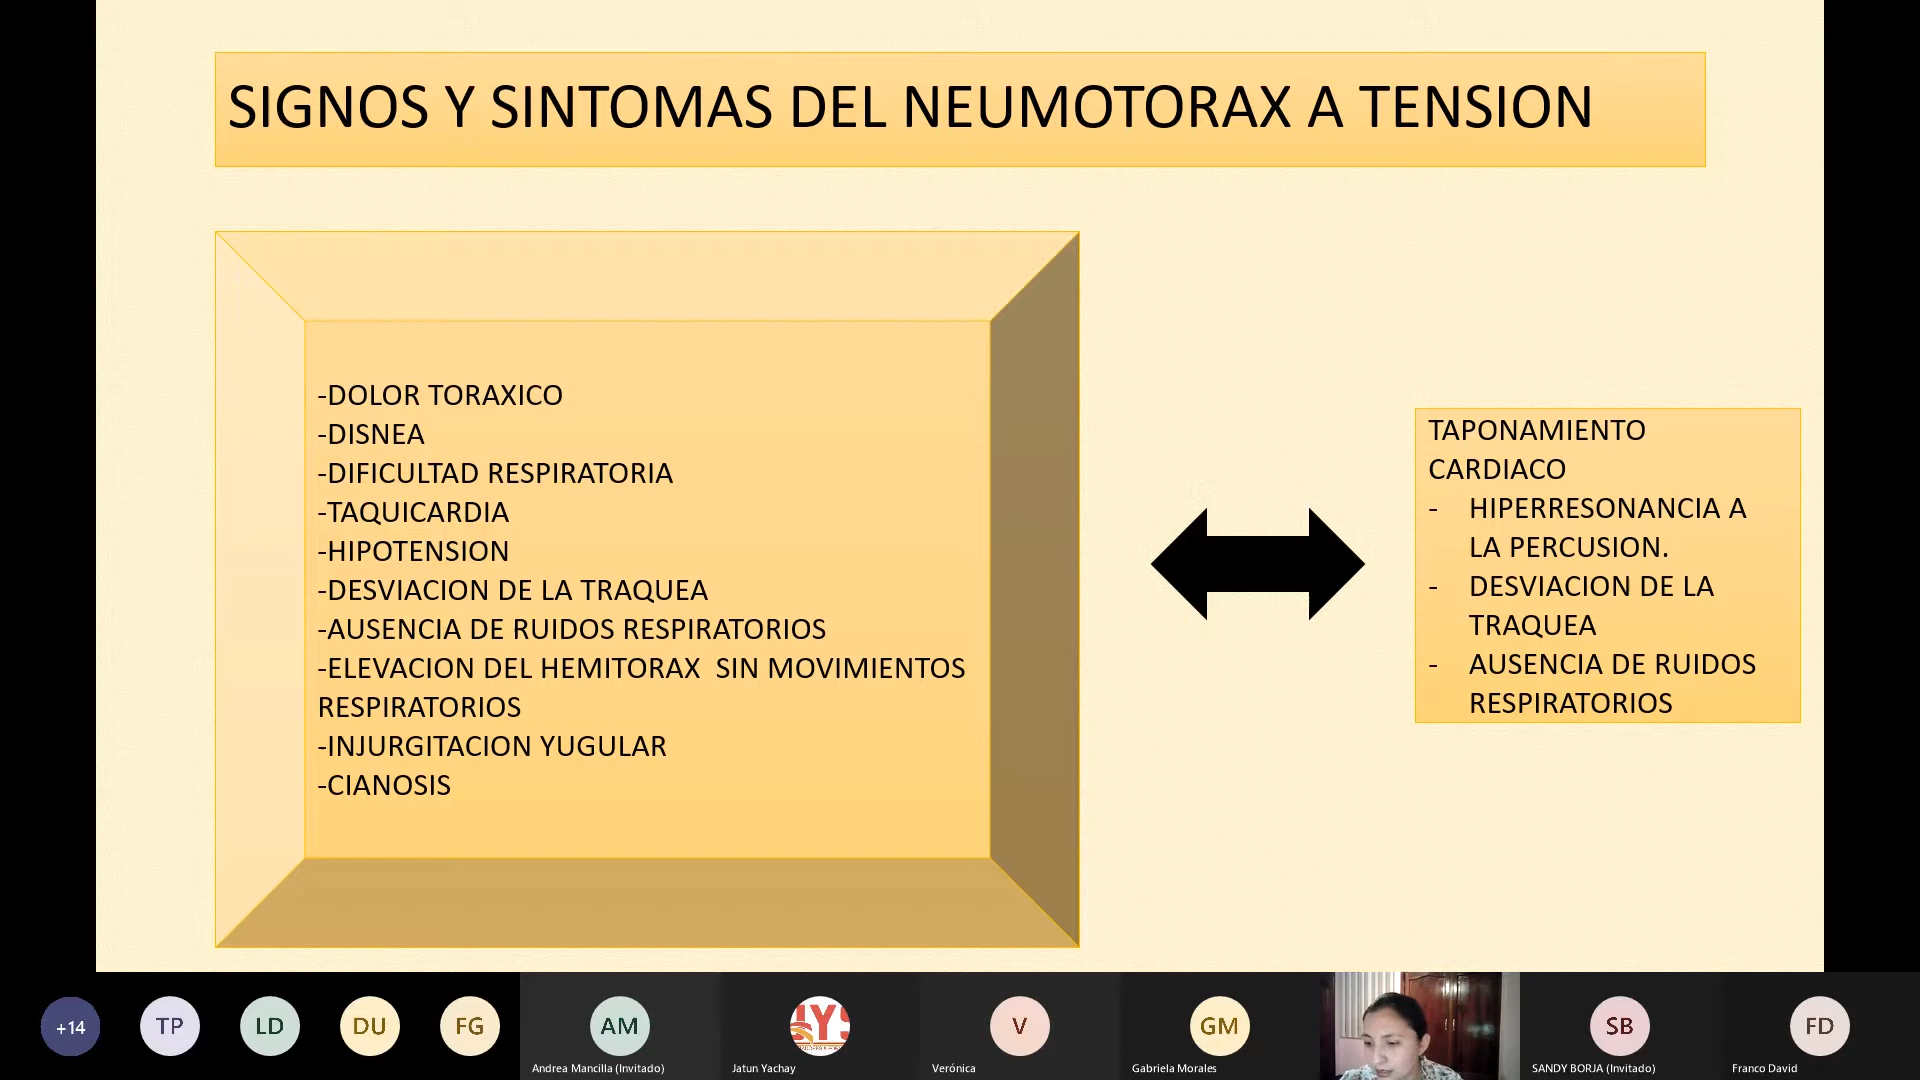 SIGNOS Y SINTOMAS DEL NEUMOTORAX A TENSION
-DOLOR TORAXICO
-DISNEA
-DIFICULTAD RESPIRATORIA
-TAQUICARDIA
-HIPOTENSION
-DESVIACION DE LA TRAQUEA
-AUSENCIA DE RUIDOS RESPIRATORIOS
-ELEVACION DEL HEMITORAX  SIN MOVIMIENTOS
RESPIRATORIOS
-INJURGITACION YUGULAR
-CIANOSIS
TAPONAMIENTO
CARDIACO
- HIPERRESONANCIA A
LA PERCUSION.
- DESVIACION DE LA
TRAQUEA
- AUSENCIA DE RUIDOS
RESPIRATORIOS
+14
TP
LD
DU
FG
AM
V
GM
SB
FD
Andrea Mancilla (Invitado)
Jatun Yachay
Verónica
Gabriela Morales
SANDY BORJA (Invitado)
Franco David